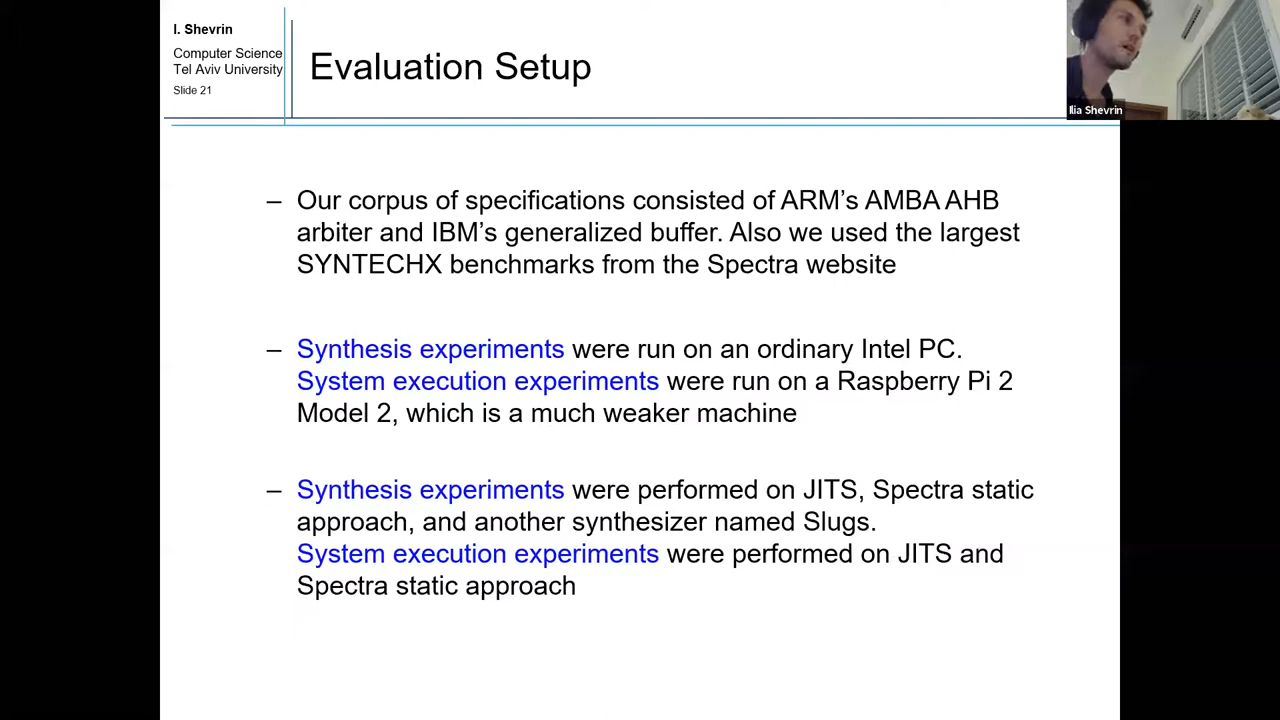 I. Shevrin
Computer Science
Tel Aviv University
Slide 21
Evaluation Setup
Ilia Shevrin
– Our corpus of specifications consisted of ARM's AMBA AHB
arbiter and IBM's generalized buffer. Also we used the largest
SYNTECHX benchmarks from the Spectra website
– Synthesis experiments were run on an ordinary Intel PC.
System execution experiments were run on a Raspberry Pi 2
Model 2, which is a much weaker machine
– Synthesis experiments were performed on JITS, Spectra static
approach, and another synthesizer named Slugs.
System execution experiments were performed on JITS and
Spectra static approach